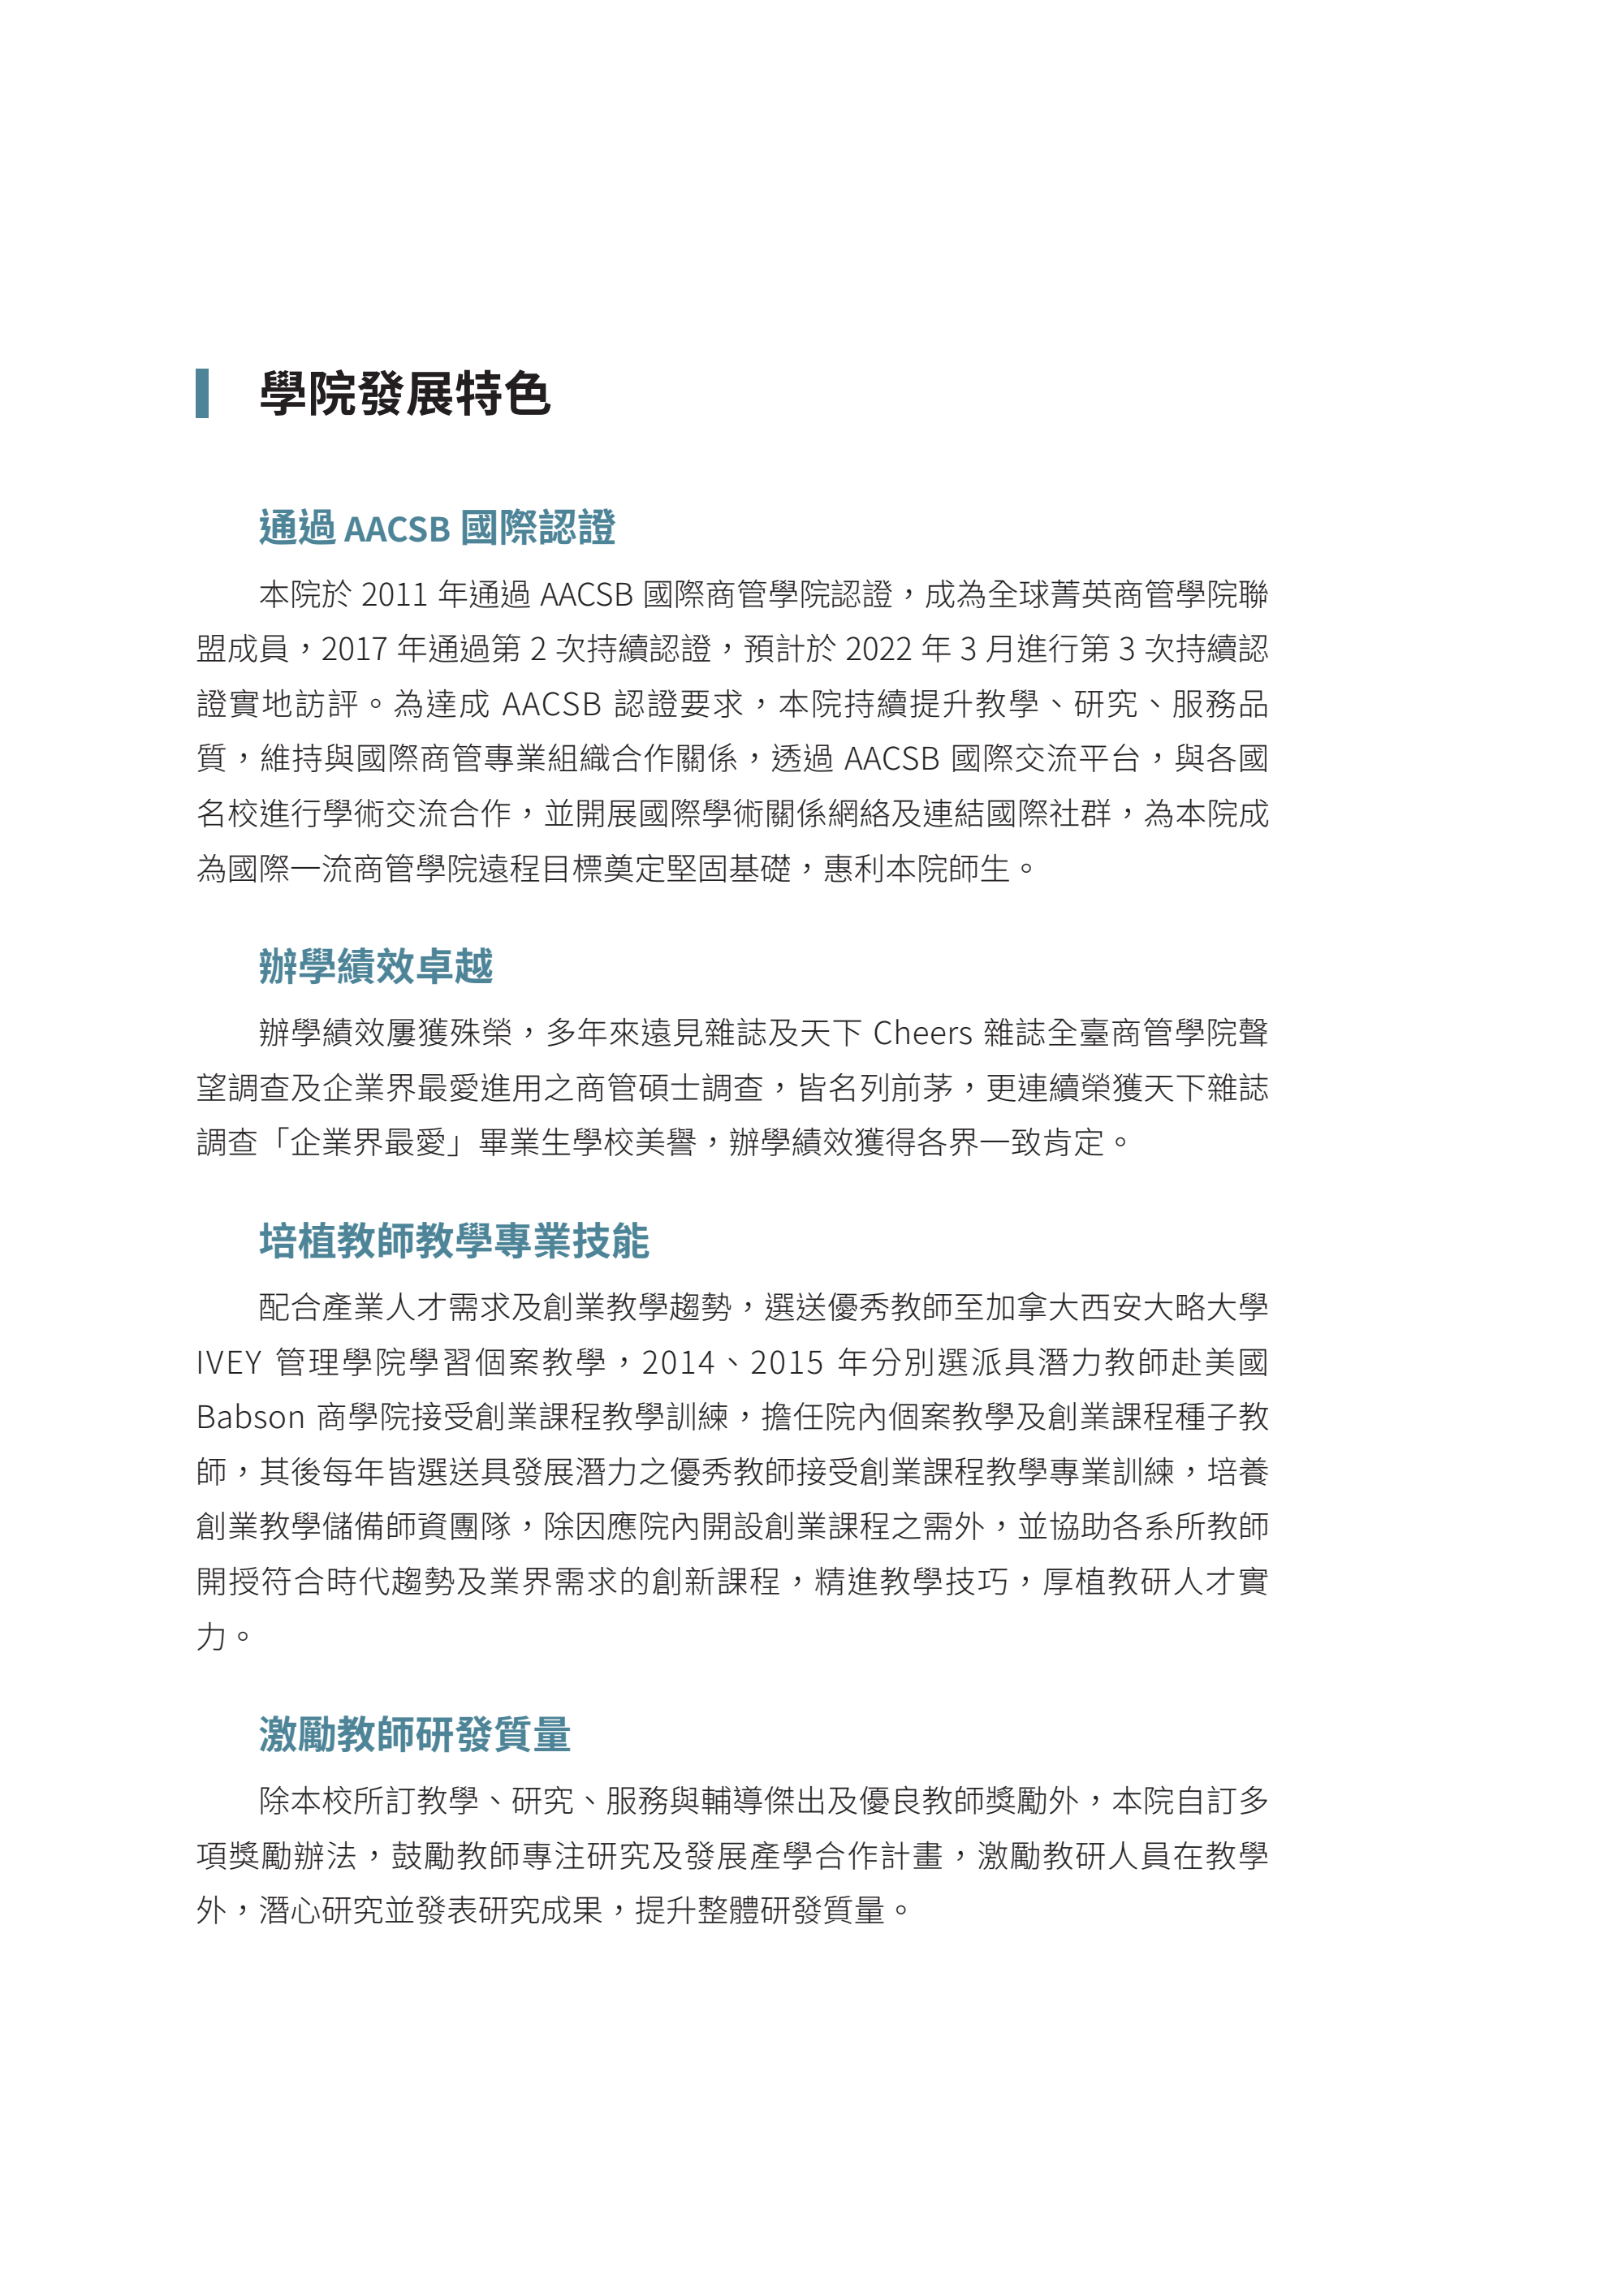 學院發展特色
通過 AACSB 國際認證
本院於 2011 年通過 AACSB 國際商管學院認證，成為全球菁英商管學院聯
盟成員，2017 年通過第 2 次持續認證，預計於 2022 年 3 月進行第 3 次持續認
證實地訪評。為達成 AACSB 認證要求，本院持續提升教學、研究、服務品
質，維持與國際商管專業組織合作關係，透過 AACSB 國際交流平台，與各國
名校進行學術交流合作，並開展國際學術關係網絡及連結國際社群，為本院成
為國際一流商管學院遠程目標奠定堅固基礎，惠利本院師生。
辦學績效卓越
辦學績效屢獲殊榮，多年來遠見雜誌及天下 Cheers 雜誌全臺商管學院聲
望調查及企業界最愛進用之商管碩士調查，皆名列前茅，更連續榮獲天下雜誌
調查「企業界最愛」畢業生學校美譽，辦學績效獲得各界一致肯定。
培植教師教學專業技能
配合產業人才需求及創業教學趨勢，選送優秀教師至加拿大西安大略大學
IVEY 管理學院學習個案教學，2014、2015 年分別選派具潛力教師赴美國
Babson 商學院接受創業課程教學訓練，擔任院內個案教學及創業課程種子教
師，其後每年皆選送具發展潛力之優秀教師接受創業課程教學專業訓練，培養
創業教學儲備師資團隊，除因應院內開設創業課程之需外，並協助各系所教師
開授符合時代趨勢及業界需求的創新課程，精進教學技巧，厚植教研人才實
力。
激勵教師研發質量
除本校所訂教學、研究、服務與輔導傑出及優良教師獎勵外，本院自訂多
項獎勵辦法，鼓勵教師專注研究及發展產學合作計畫，激勵教研人員在教學
外，潛心研究並發表研究成果，提升整體研發質量。